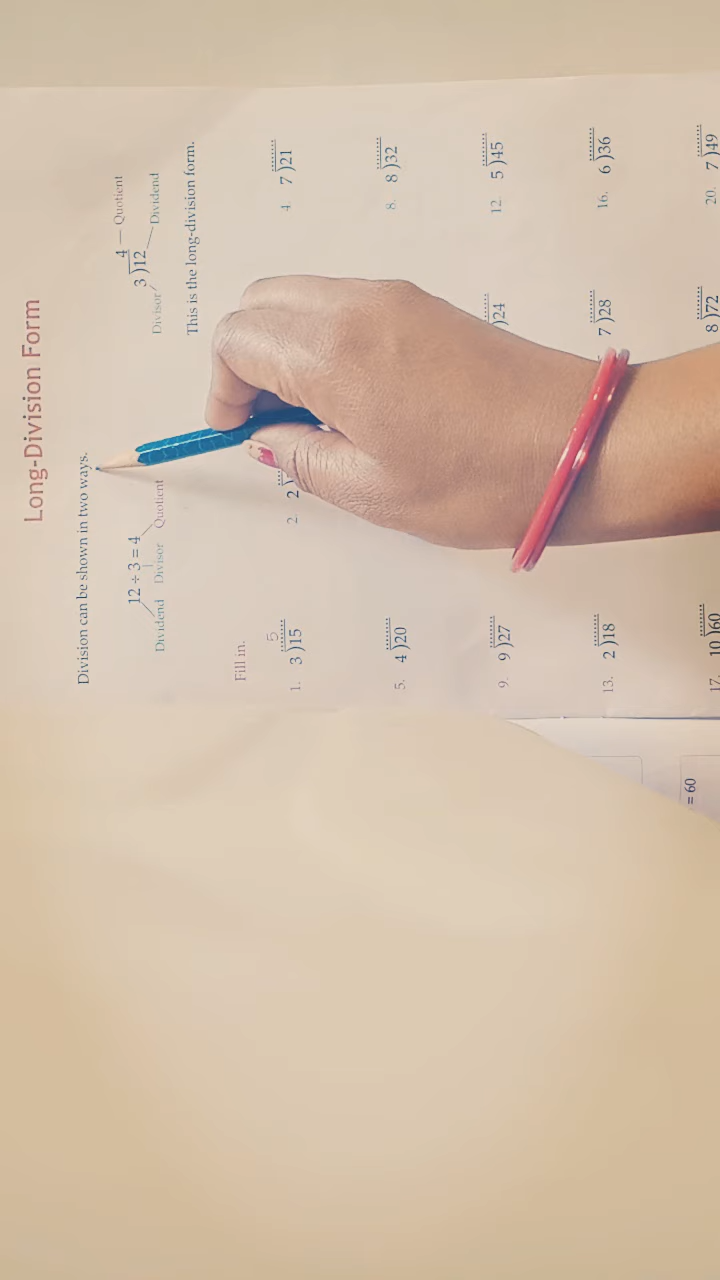 Long-Division Form
Division can be shown in two ways.
12 ÷ 3 = 4
Dividend Divisor Quotient
4 — Quotient
3 )12
Divisor Dividend
This is the long-division form.
Fill in.
5
1. 3 )15 2. 2 ) 4. 7 )21
5. 4 )20 8. 8 )32
9. 9 )27 )24 12. 5 )45
13. 2 )18 7 )28 16. 6 )36
17. 10 )60 8 )72 20. 7 )49
= 60